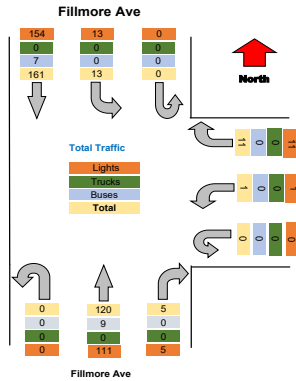 Fillmore Ave
154 13 0
0 0 0
7 0 0
161 13 0
North
Total Traffic
Lights
Trucks
Buses
Total
11 0 0 11
1 0 0 1
0 0 0 0
0 120 5
0 9 0
0 0 0
0 111 5
Fillmore Ave